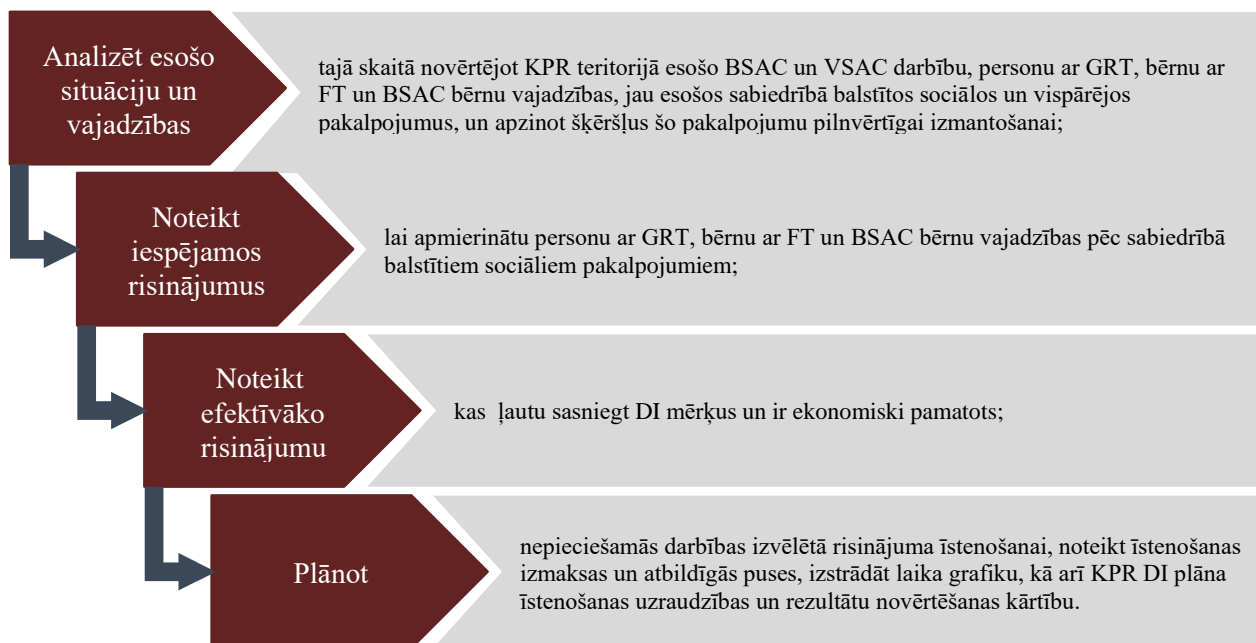 Analizēt esošo
situāciju un
vajadzības
tajā skaitā novērtējot KPR teritorijā esošo BSAC un VSAC darbību, personu ar GRT, bērnu ar
FT un BSAC bērnu vajadzības, jau esošos sabiedrībā balstītos sociālos un vispārējos
pakalpojumus, un apzinot šķēršļus šo pakalpojumu pilnvērtīgai izmantošanai;
Noteikt
iespējamos
risinājumus
lai apmierinātu personu ar GRT, bērnu ar FT un BSAC bērnu vajadzības pēc sabiedrībā
balstītiem sociāliem pakalpojumiem;
Noteikt
efektīvāko
risinājumu
kas ļautu sasniegt DI mērķus un ir ekonomiski pamatots;
Plānot
nepieciešamās darbības izvēlētā risinājuma īstenošanai, noteikt īstenošanas
izmaksas un atbildīgās puses, izstrādāt laika grafiku, kā arī KPR DI plāna
īstenošanas uzraudzības un rezultātu novērtēšanas kārtību.